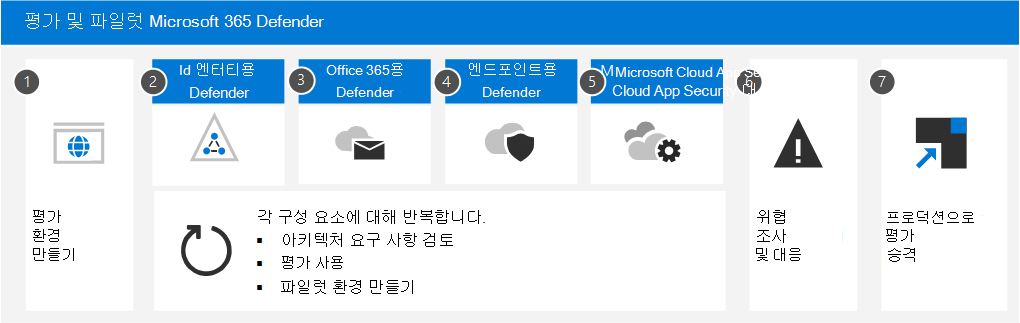 평가 및 파일럿 Microsoft 365 Defender
1
2
Id 엔터티용
Defender
3
Office 365용
Defender
4
엔드포인트용
Defender
5
Microsoft Cloud App
Cloud App Security
6
7
평가
환경
만들기
각 구성 요소에 대해 반복합니다.
▪ 아키텍처 요구 사항 검토
▪ 평가 사용
▪ 파일럿 환경 만들기
위협
조사
및 대응
프로덕션으로
평가
승격